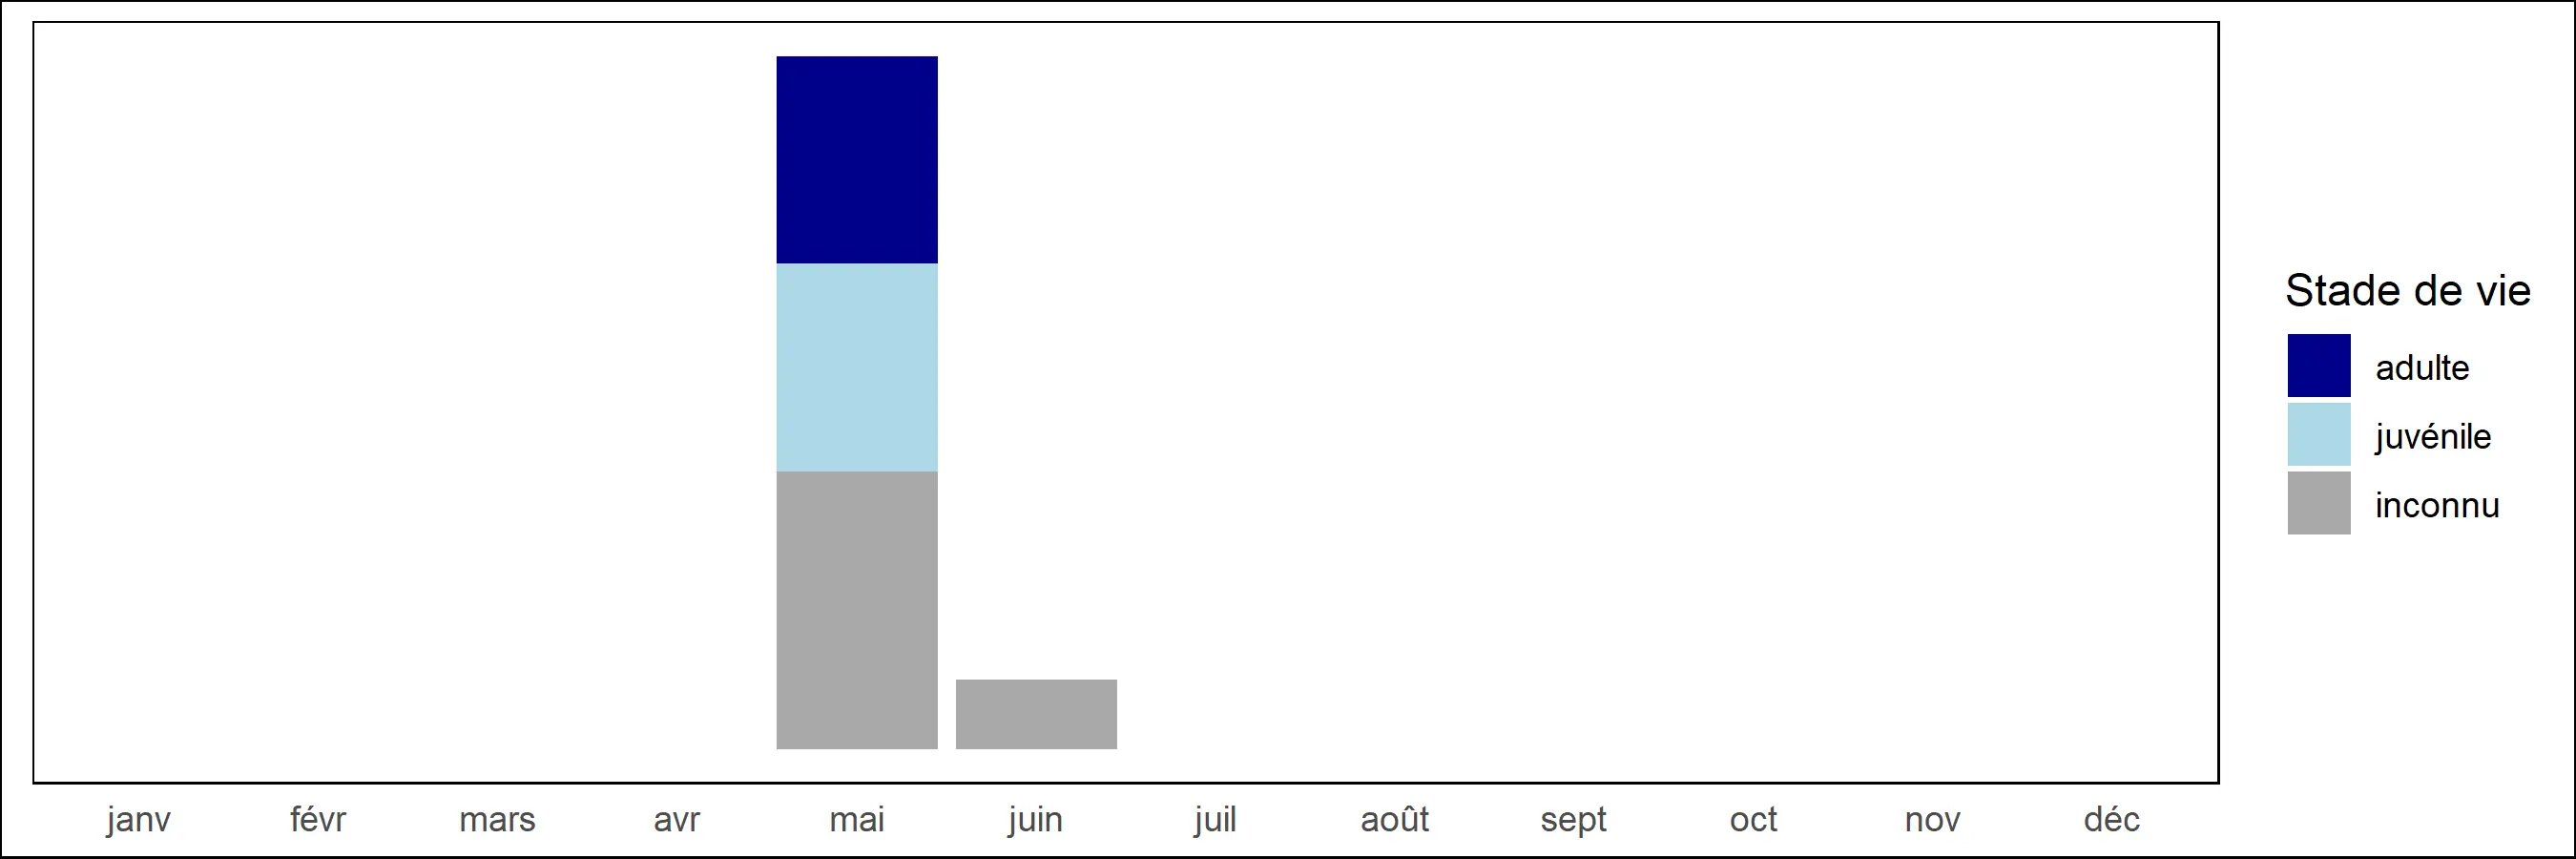 Stade de vie
adulte
juvénile
inconnu
janv févr mars avr mai juin juil août sept oct nov déc